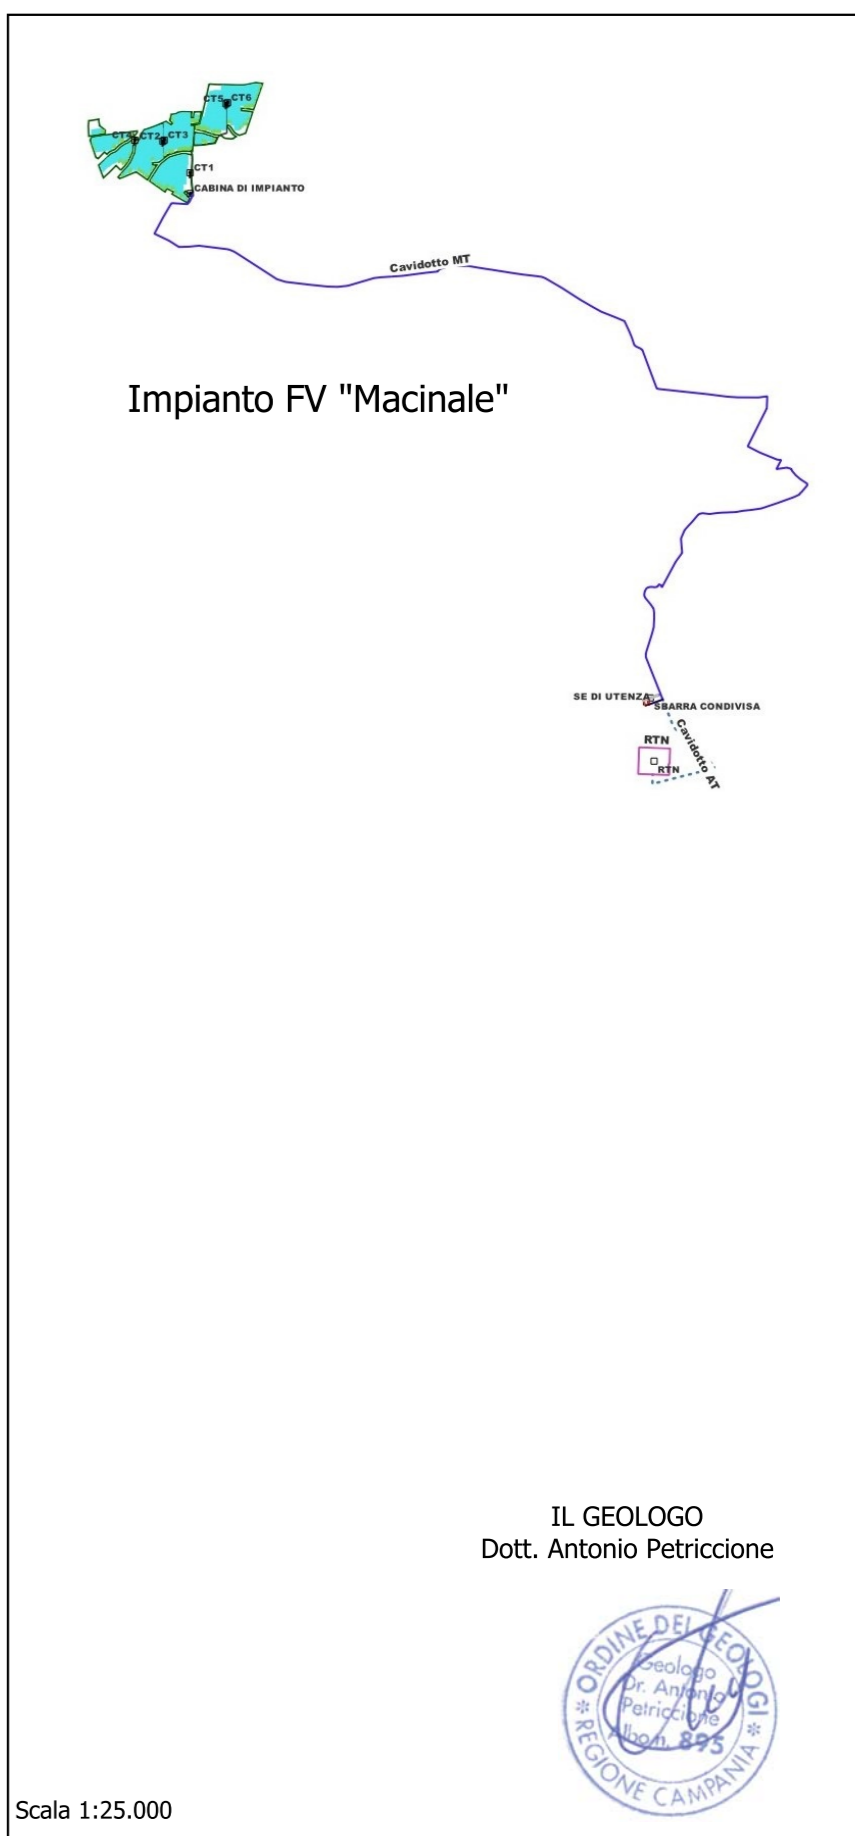 CT5 CT6
CT4 CT2 CT3
CT1
CABINA DI IMPIANTO
Cavidotto MT
Impianto FV "Macinale"
SE DI UTENZA
SBARRA CONDIVISA
Cavidotto AT
RTN
RTN
IL GEOLOGO
Dott. Antonio Petriccione
ORDINE DEI GEOLOGI
Geologo
Dr. Antonio
Petriccione
Albo n. 895
* REGIONE CAMPANIA *
Scala 1:25.000